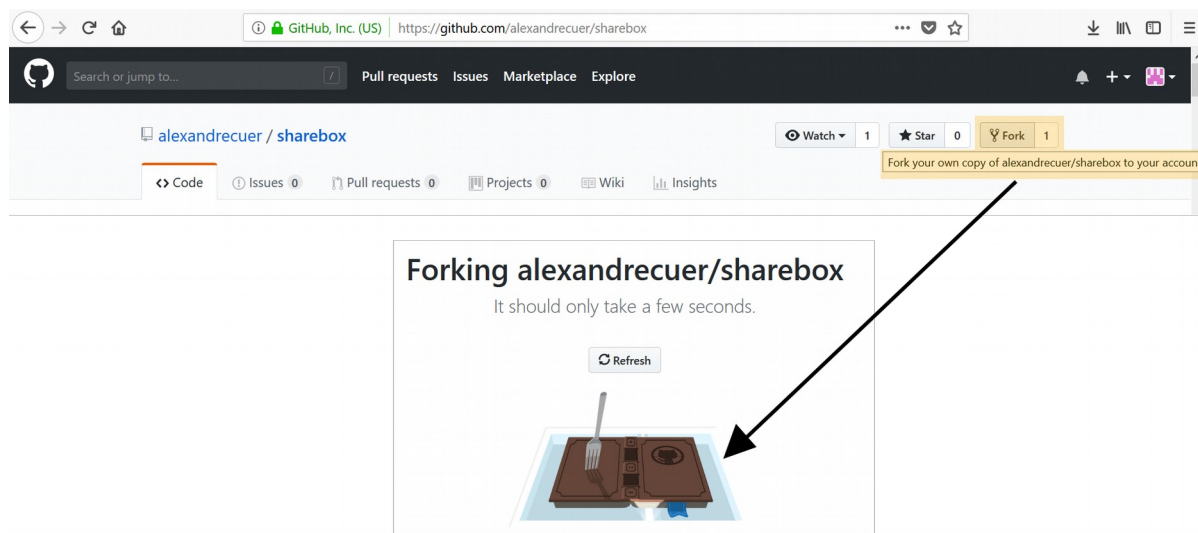 GitHub, Inc. (US) https://github.com/alexandrecuer/sharebox
Search or jump to... / Pull requests Issues Marketplace Explore
alexandrecuer / sharebox Watch 1 Star 0 Fork 1
Fork your own copy of alexandrecuer/sharebox to your accoun
<> Code Issues 0 Pull requests 0 Projects 0 Wiki Insights
Forking alexandrecuer/sharebox
It should only take a few seconds.
Refresh